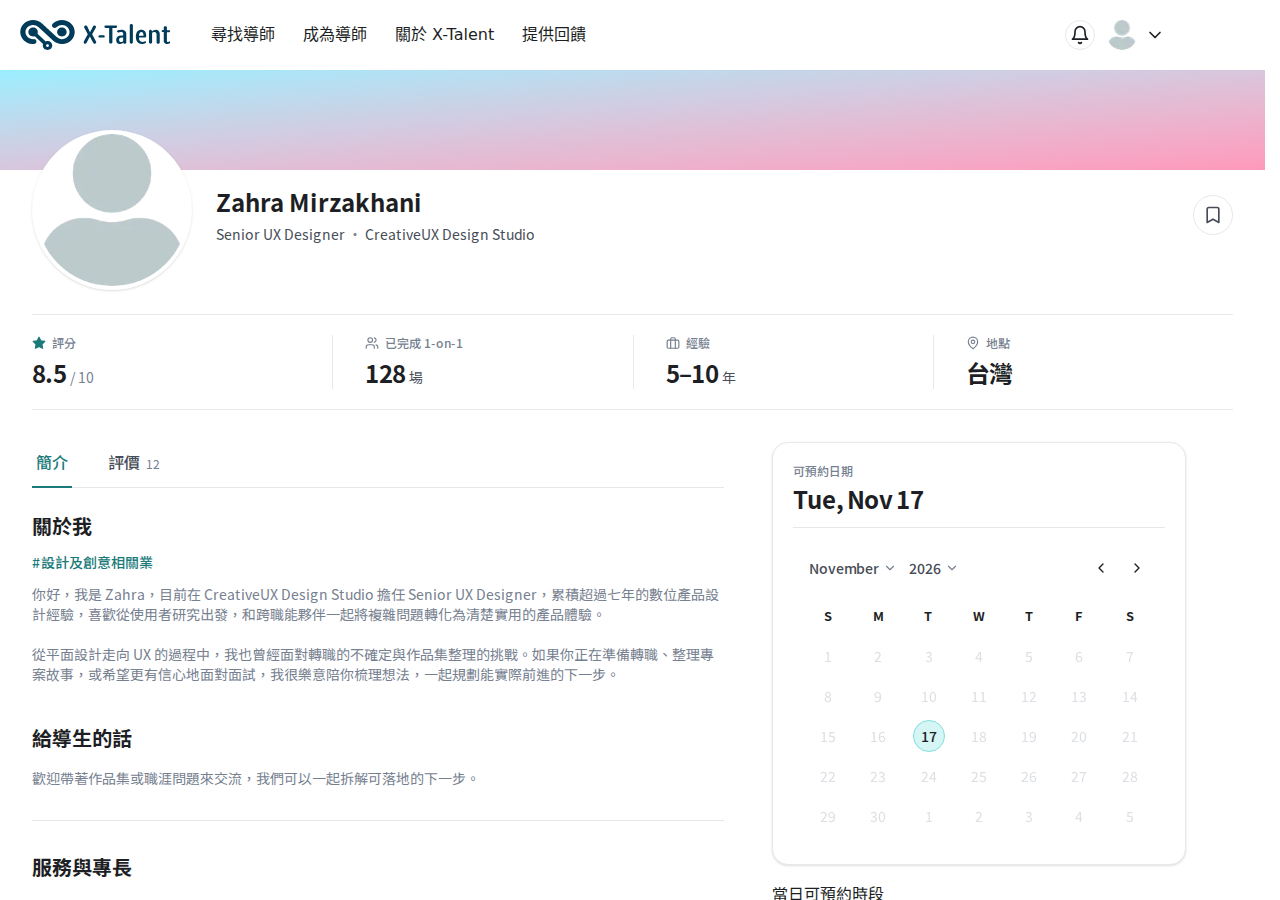 X-Talent
尋找導師
成為導師
關於 X-Talent
提供回饋
Zahra Mirzakhani
Senior UX Designer • CreativeUX Design Studio
評分
8.5 / 10
已完成 1-on-1
128 場
經驗
5–10 年
地點
台灣
簡介
評價 12
關於我
#設計及創意相關業
你好，我是 Zahra，目前在 CreativeUX Design Studio 擔任 Senior UX Designer，累積超過七年的數位產品設
計經驗，喜歡從使用者研究出發，和跨職能夥伴一起將複雜問題轉化為清楚實用的產品體驗。
從平面設計走向 UX 的過程中，我也曾經面對轉職的不確定與作品集整理的挑戰。如果你正在準備轉職、整理專
案故事，或希望更有信心地面對面試，我很樂意陪你梳理想法，一起規劃能實際前進的下一步。
給導生的話
歡迎帶著作品集或職涯問題來交流，我們可以一起拆解可落地的下一步。
服務與專長
可預約日期
Tue, Nov 17
November 2026
S M T W T F S
1 2 3 4 5 6 7
8 9 10 11 12 13 14
15 16 17 18 19 20 21
22 23 24 25 26 27 28
29 30 1 2 3 4 5
當日可預約時段